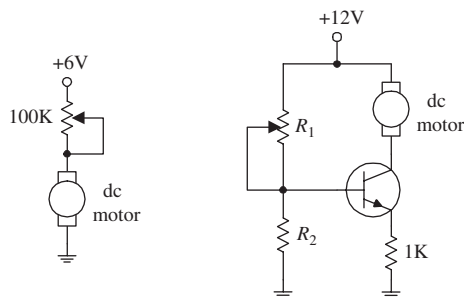 +6V
100K
dc
motor
+12V
R1
R2
dc
motor
1K